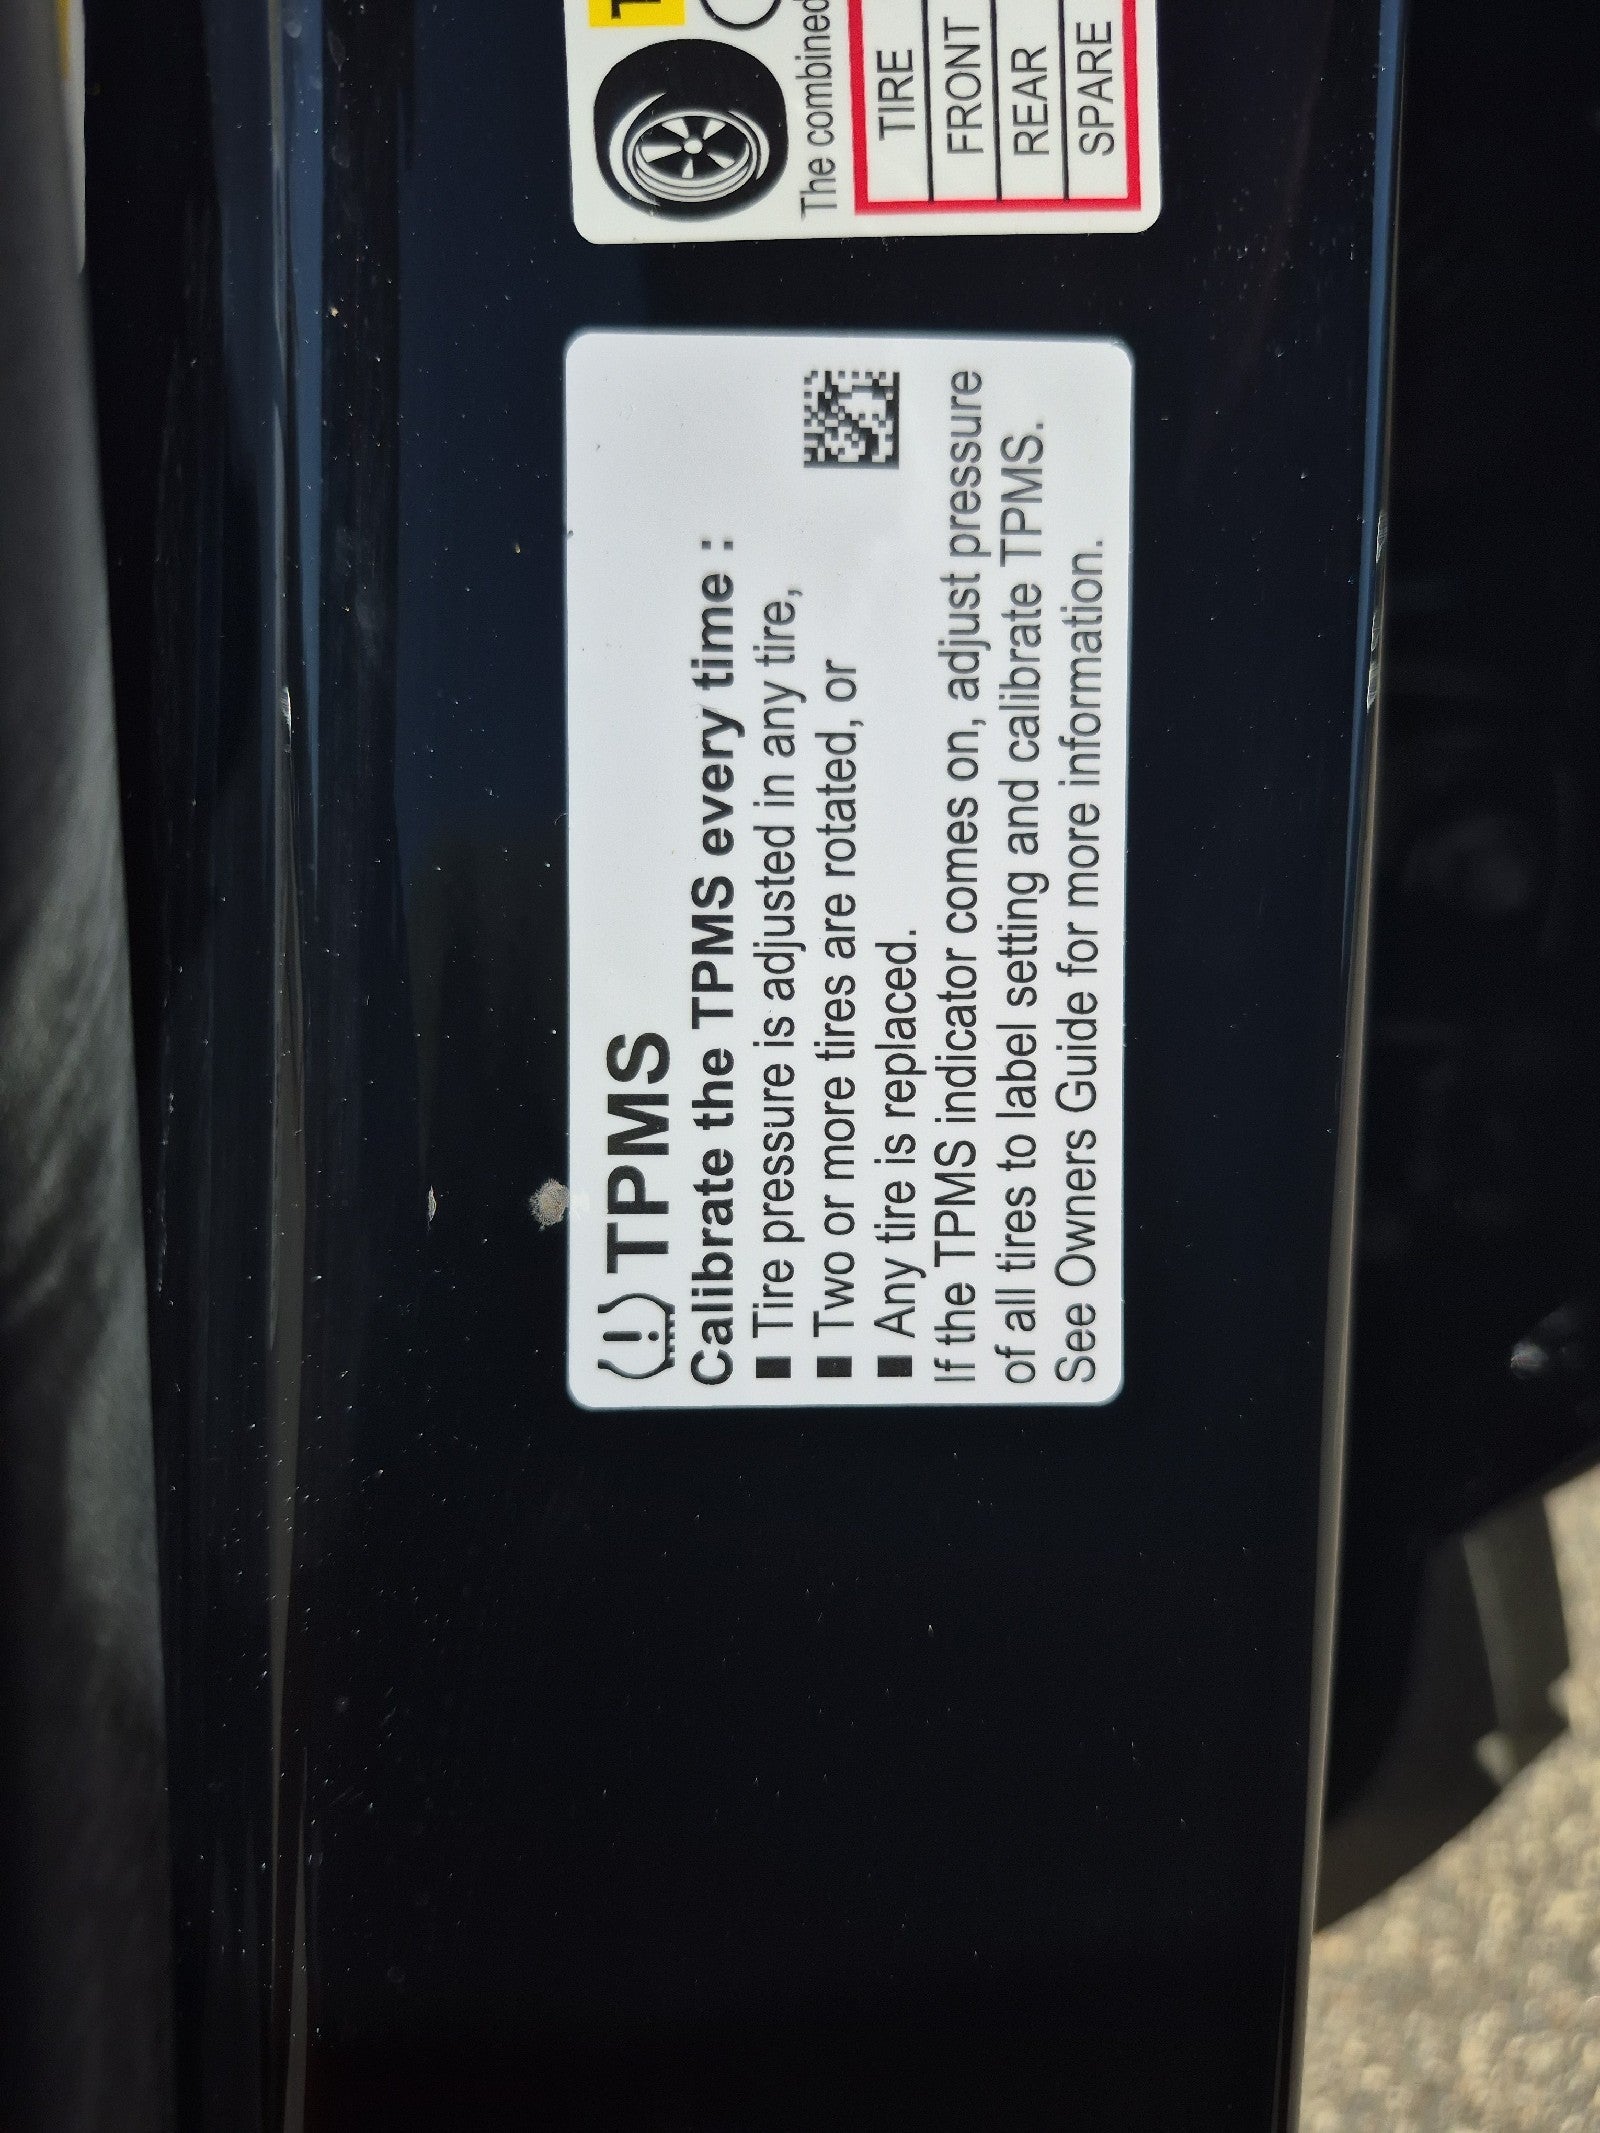 TPMS
Calibrate the TPMS every time :
■ Tire pressure is adjusted in any tire,
■ Two or more tires are rotated, or
■ Any tire is replaced.
If the TPMS indicator comes on, adjust pressure
of all tires to label setting and calibrate TPMS.
See Owners Guide for more information.
The combined
TIRE
FRONT
REAR
SPARE